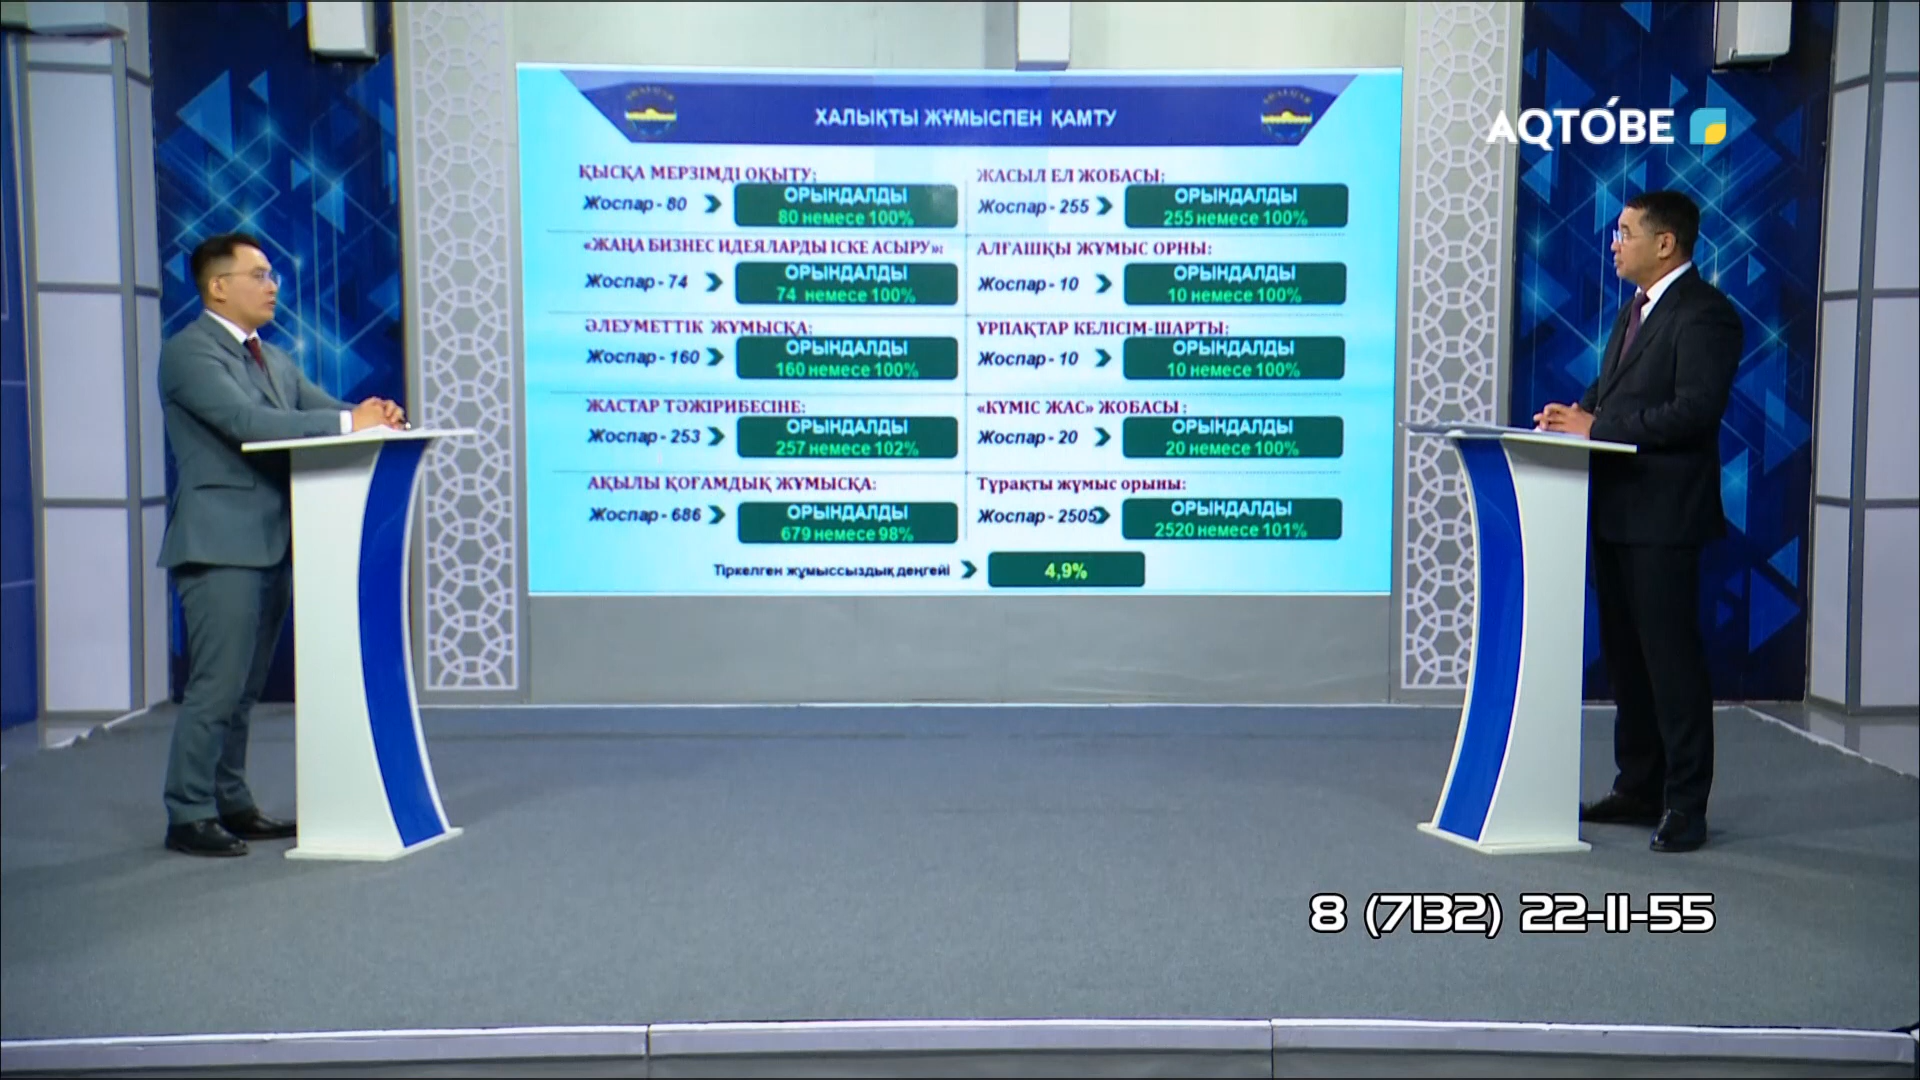 ХАЛЫҚТЫ ЖҰМЫСПЕН ҚАМТУ
AQTÓBE
ҚЫСҚА МЕРЗІМДІ ОҚЫТУ:
Жоспар - 80
ОРЫНДАЛДЫ
80 немесе 100%
«ЖАҢА БИЗНЕС ИДЕЯЛАРДЫ ІСКЕ АСЫРУ»:
Жоспар - 74
ОРЫНДАЛДЫ
74 немесе 100%
ӘЛЕУМЕТТІК ЖҰМЫСҚА:
Жоспар - 160
ОРЫНДАЛДЫ
160 немесе 100%
ЖАСТАР ТӘЖІРИБЕСІНЕ:
Жоспар - 253
ОРЫНДАЛДЫ
257 немесе 102%
АҚЫЛЫ ҚОҒАМДЫҚ ЖҰМЫСҚА:
Жоспар - 686
ОРЫНДАЛДЫ
679 немесе 98%
ЖАСЫЛ ЕЛ ЖОБАСЫ:
Жоспар - 255
ОРЫНДАЛДЫ
255 немесе 100%
АЛҒАШҚЫ ЖҰМЫС ОРНЫ:
Жоспар - 10
ОРЫНДАЛДЫ
10 немесе 100%
ҰРПАҚТАР КЕЛІСІМ-ШАРТЫ:
Жоспар - 10
ОРЫНДАЛДЫ
10 немесе 100%
«КҮМІС ЖАС» ЖОБАСЫ :
Жоспар - 20
ОРЫНДАЛДЫ
20 немесе 100%
Тұрақты жұмыс орыны:
Жоспар - 2505
ОРЫНДАЛДЫ
2520 немесе 101%
Тіркелген жұмыссыздық деңгейі
4,9%
8 (7132) 22-11-55